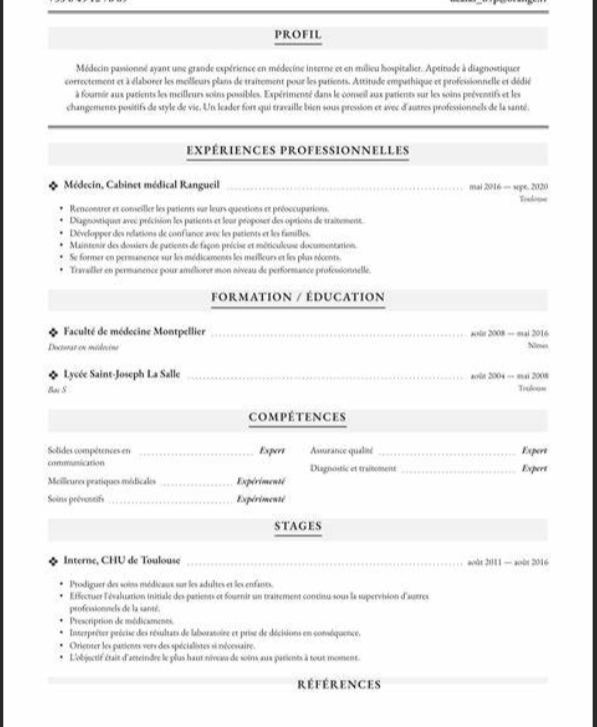 PROFIL
Médecin passionné ayant une grande expérience en médecine interne et en milieu hospitalier. Aptitude à diagnostiquer
correctement et à élaborer les meilleurs plans de traitement pour les patients. Attitude empathique et professionnelle et dédié
à fournir aux patients les meilleurs soins possibles. Expérimenté dans le conseil aux patients sur les soins préventifs et les
changements positifs de style de vie. Un leader fort qui travaille bien sous pression et avec d'autres professionnels de la santé.
EXPÉRIENCES PROFESSIONNELLES
Médecin, Cabinet médical Rangueil mai 2016 — sept. 2020
Toulouse
• Rencontrer et conseiller les patients sur leurs questions et préoccupations.
• Diagnostiquer avec précision les patients et leur proposer des options de traitement.
• Développer des relations de confiance avec les patients et les familles.
• Maintenir des dossiers de patients de façon précise et méticuleuse documentation.
• Se former en permanence sur les médicaments les meilleurs et les plus récents.
• Travailler en permanence pour améliorer mon niveau de performance professionnelle.
FORMATION / ÉDUCATION
Faculté de médecine Montpellier août 2008 — mai 2016
Doctorat en médecine Nîmes
Lycée Saint-Joseph La Salle août 2004 — mai 2008
Bac S Toulouse
COMPÉTENCES
Solides compétences en Expert Assurance qualité Expert
communication
Diagnostic et traitement Expert
Meilleures pratiques médicales Expérimenté
Soins préventifs Expérimenté
STAGES
Interne, CHU de Toulouse août 2011 — août 2016
• Prodiguer des soins médicaux sur les adultes et les enfants.
• Effectuer l'évaluation initiale des patients et fournir un traitement continu sous la supervision d'autres
professionnels de la santé.
• Prescription de médicaments.
• Interpréter précise des résultats de laboratoire et prise de décisions en conséquence.
• Orienter les patients vers des spécialistes si nécessaire.
• L'objectif était d'atteindre le plus haut niveau de soins aux patients à tout moment.
RÉFÉRENCES